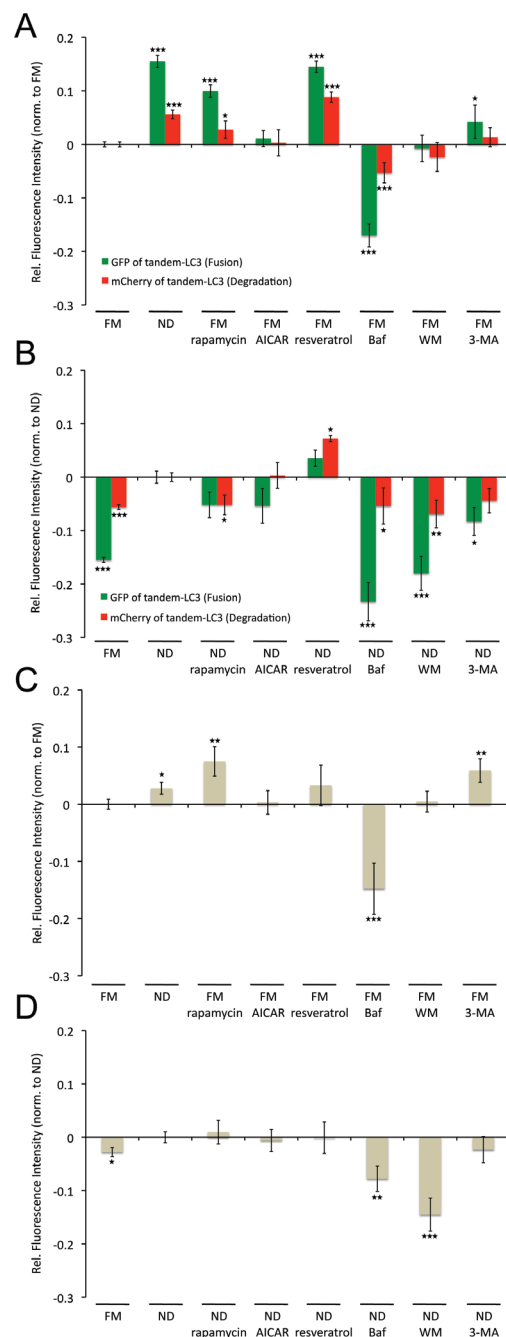 A
Rel. Fluorescence Intensity (norm. to FM)
0.2
0.1
0
-0.1
-0.2
-0.3
★★★
★★★
★★★
★
★★★
★★★
★★★
★★★
★
GFP of tandem-LC3 (Fusion)
mCherry of tandem-LC3 (Degradation)
FM ND FM FM FM FM FM FM
rapamycin AICAR resveratrol Baf WM 3-MA
B
Rel. Fluorescence Intensity (norm. to ND)
0.2
0.1
0
-0.1
-0.2
-0.3
★★★
★★★
★
★
★★★
★
★★★
★★
★
GFP of tandem-LC3 (Fusion)
mCherry of tandem-LC3 (Degradation)
FM ND ND ND ND ND ND ND
rapamycin AICAR resveratrol Baf WM 3-MA
C
Rel. Fluorescence Intensity (norm. to FM)
0.2
0.1
0
-0.1
-0.2
-0.3
★
★★
★★★
★★
FM ND FM FM FM FM FM FM
rapamycin AICAR resveratrol Baf WM 3-MA
D
Rel. Fluorescence Intensity (norm. to ND)
0.2
0.1
0
-0.1
-0.2
-0.3
★
★★
★★★
FM ND ND ND ND ND ND ND
rapamycin AICAR resveratrol Baf WM 3-MA